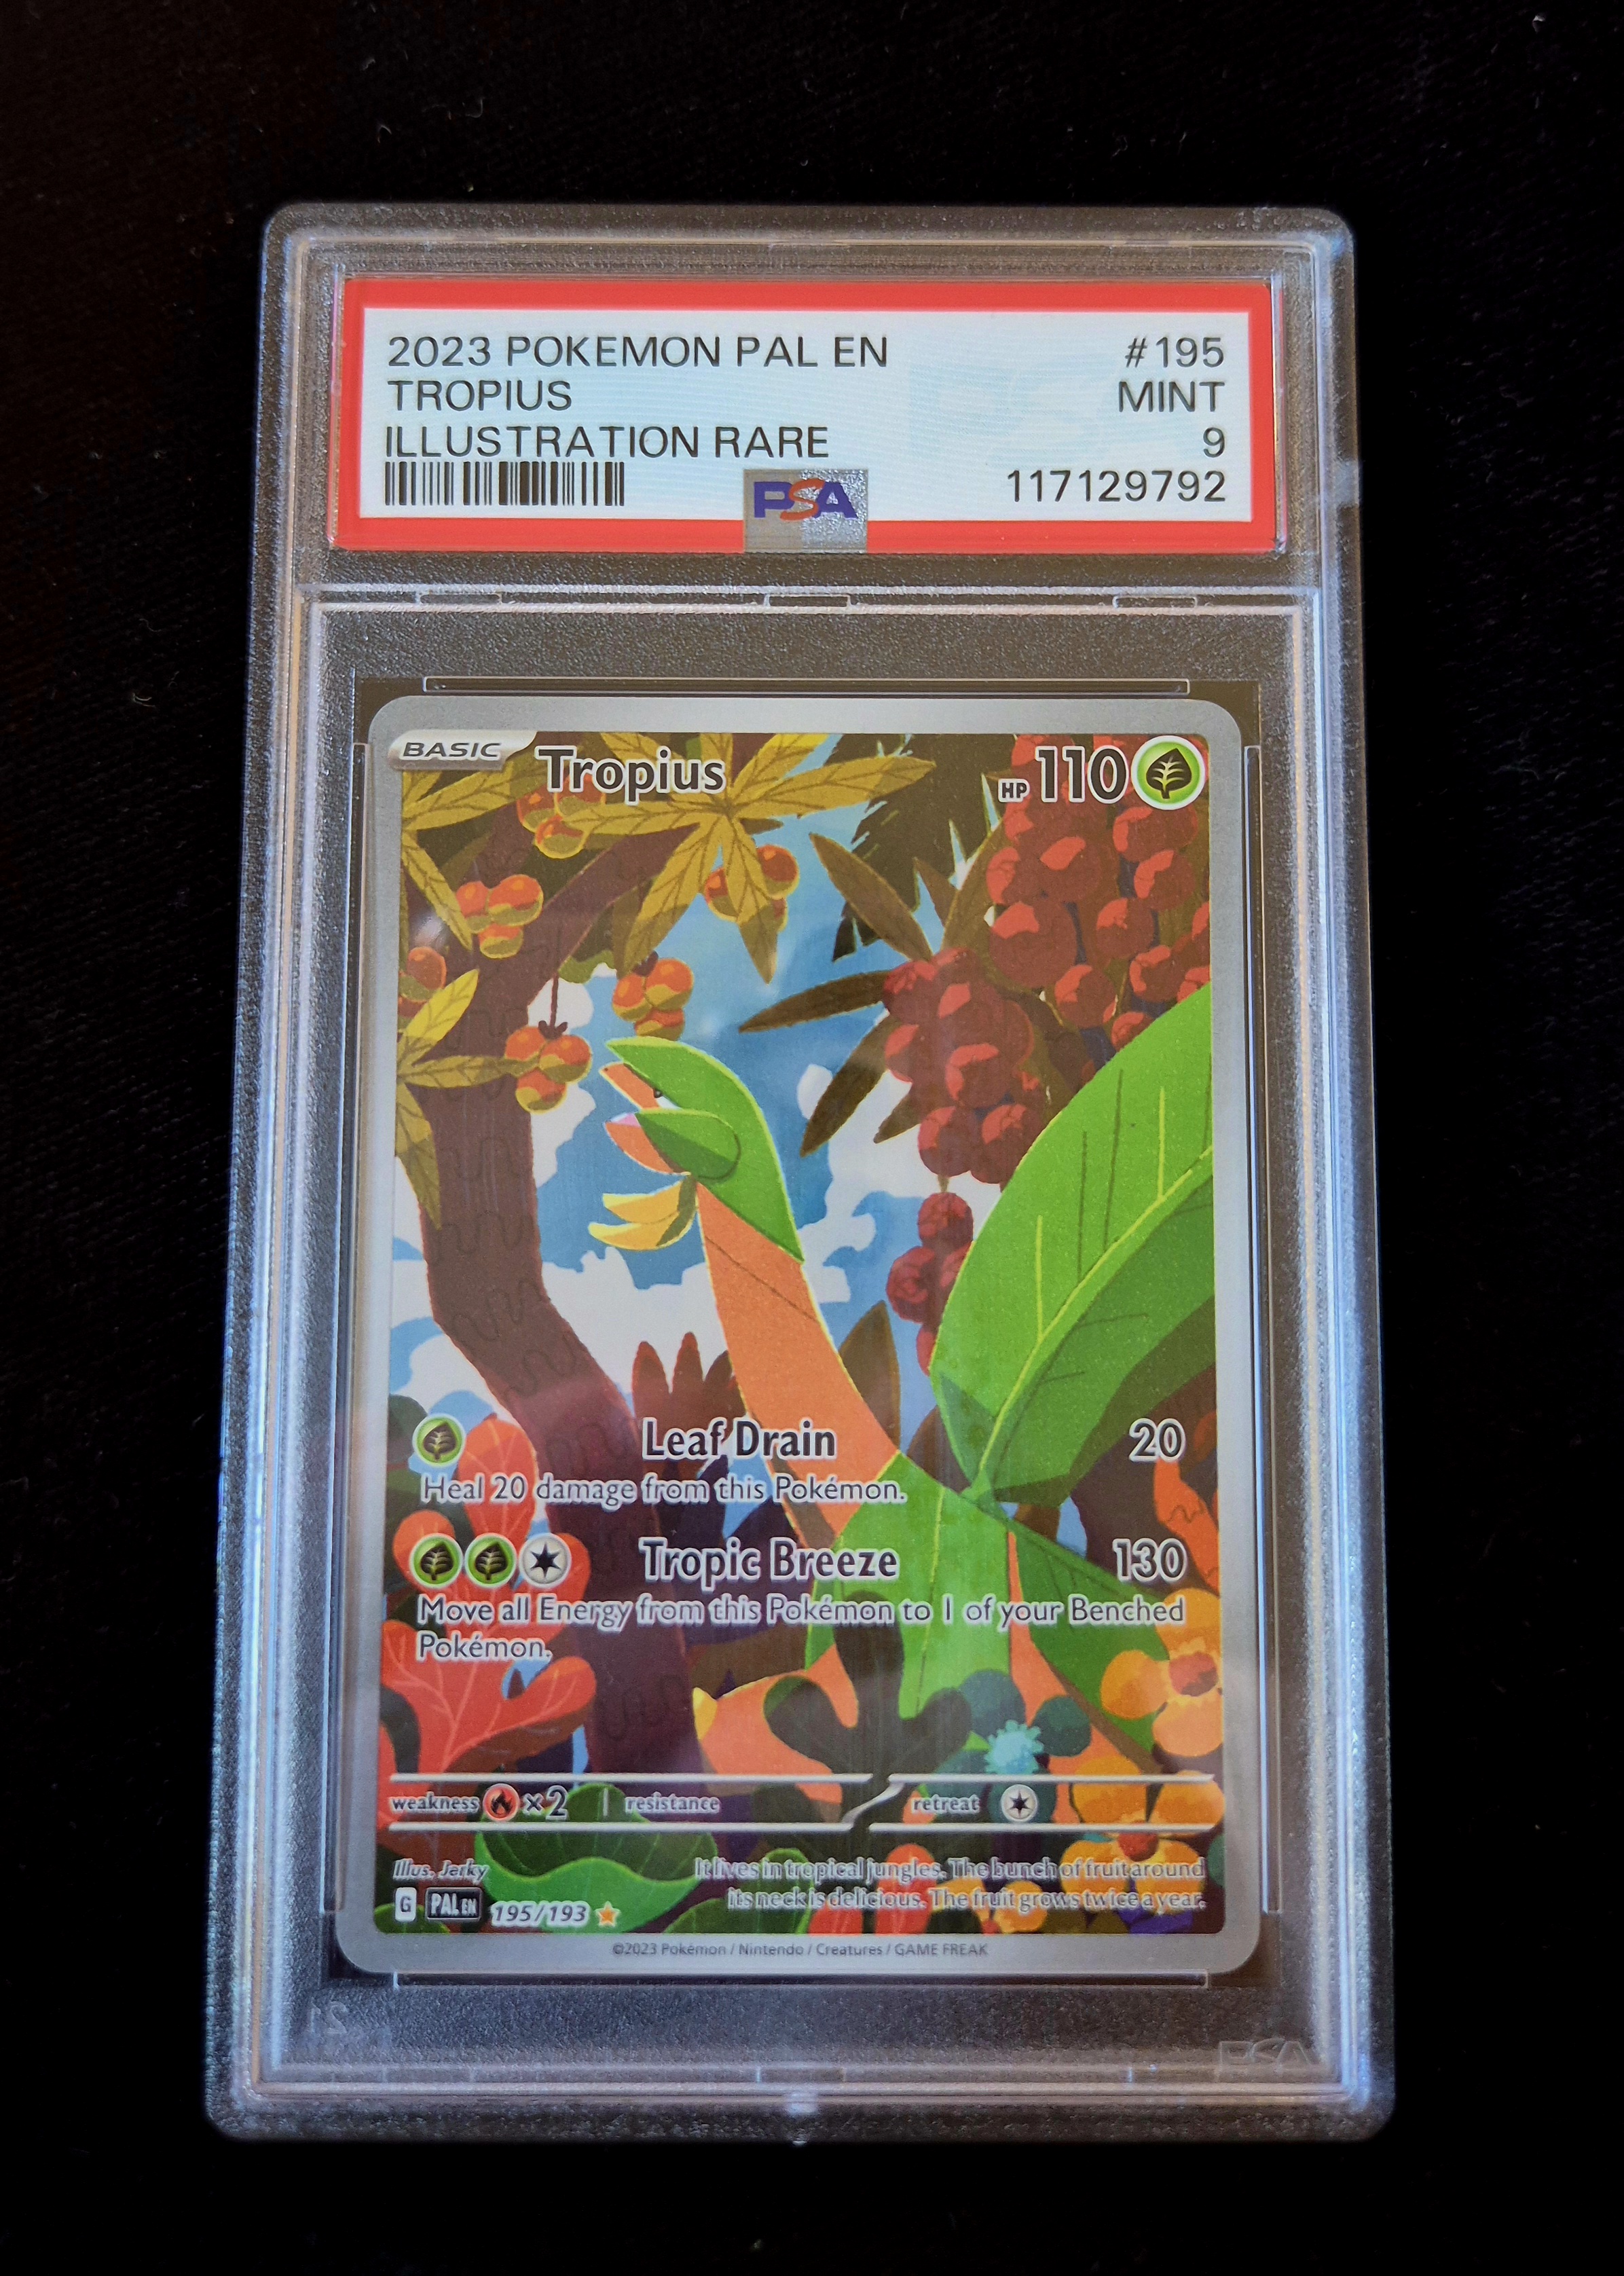 2023 POKEMON PAL EN #195
TROPIUS MINT
ILLUSTRATION RARE 9
PSA 117129792
BASIC Tropius HP 110
Leaf Drain 20
Heal 20 damage from this Pokémon.
Tropic Breeze 130
Move all Energy from this Pokémon to 1 of your Benched
Pokémon.
weakness ×2 resistance retreat
Illus. Jerky
It lives in tropical jungles. The bunch of fruit around
its neck is delicious. The fruit grows twice a year.
G PAL EN 195/193
©2023 Pokémon / Nintendo / Creatures / GAME FREAK
PSA